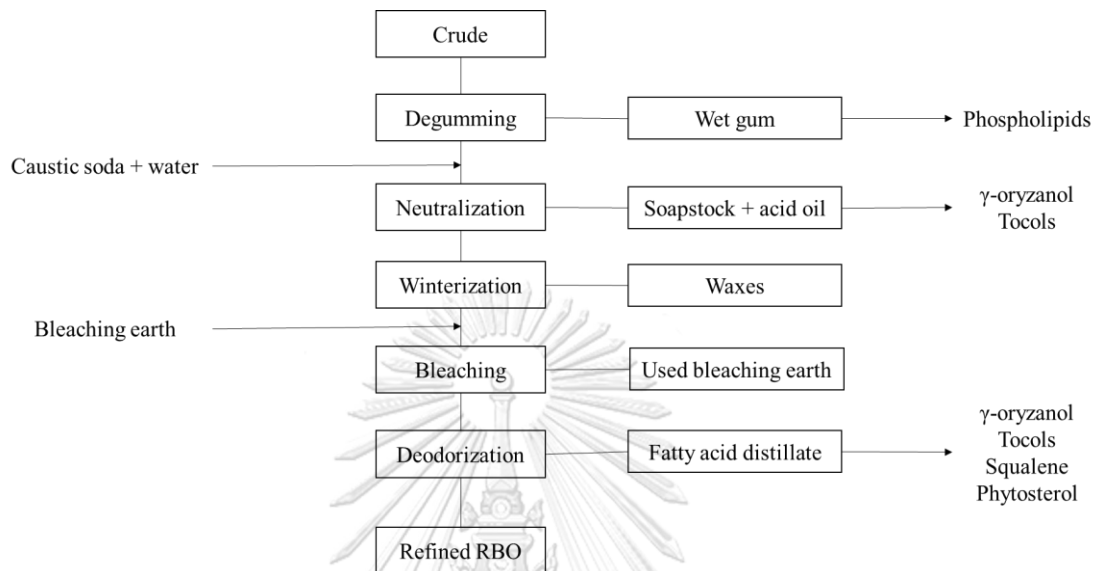 Crude
Degumming
Wet gum
Phospholipids
Caustic soda + water
Neutralization
Soapstock + acid oil
γ-oryzanol
Tocols
Winterization
Waxes
Bleaching earth
Bleaching
Used bleaching earth
Deodorization
Fatty acid distillate
γ-oryzanol
Tocols
Squalene
Phytosterol
Refined RBO